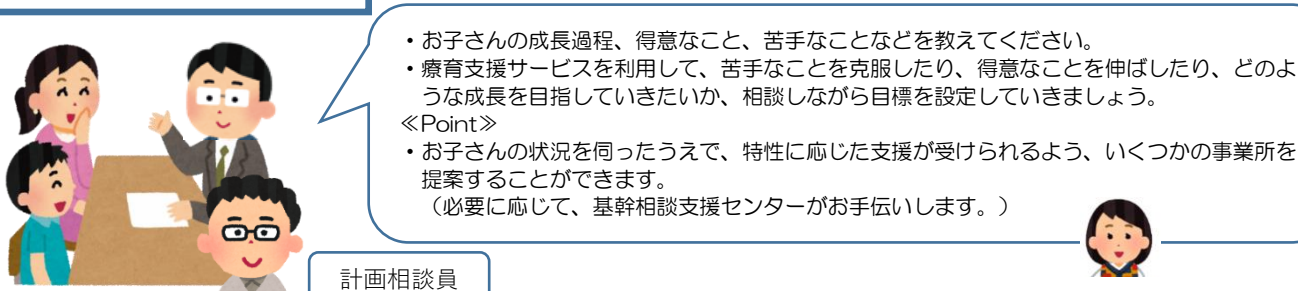 ・お子さんの成長過程、得意なこと、苦手なことなどを教えてください。
・療育支援サービスを利用して、苦手なことを克服したり、得意なことを伸ばしたり、どのよ
うな成長を目指していきたいか、相談しながら目標を設定していきましょう。
≪Point≫
・お子さんの状況を伺ったうえで、特性に応じた支援が受けられるよう、いくつかの事業所を
提案することができます。
（必要に応じて、基幹相談支援センターがお手伝いします。）
計画相談員